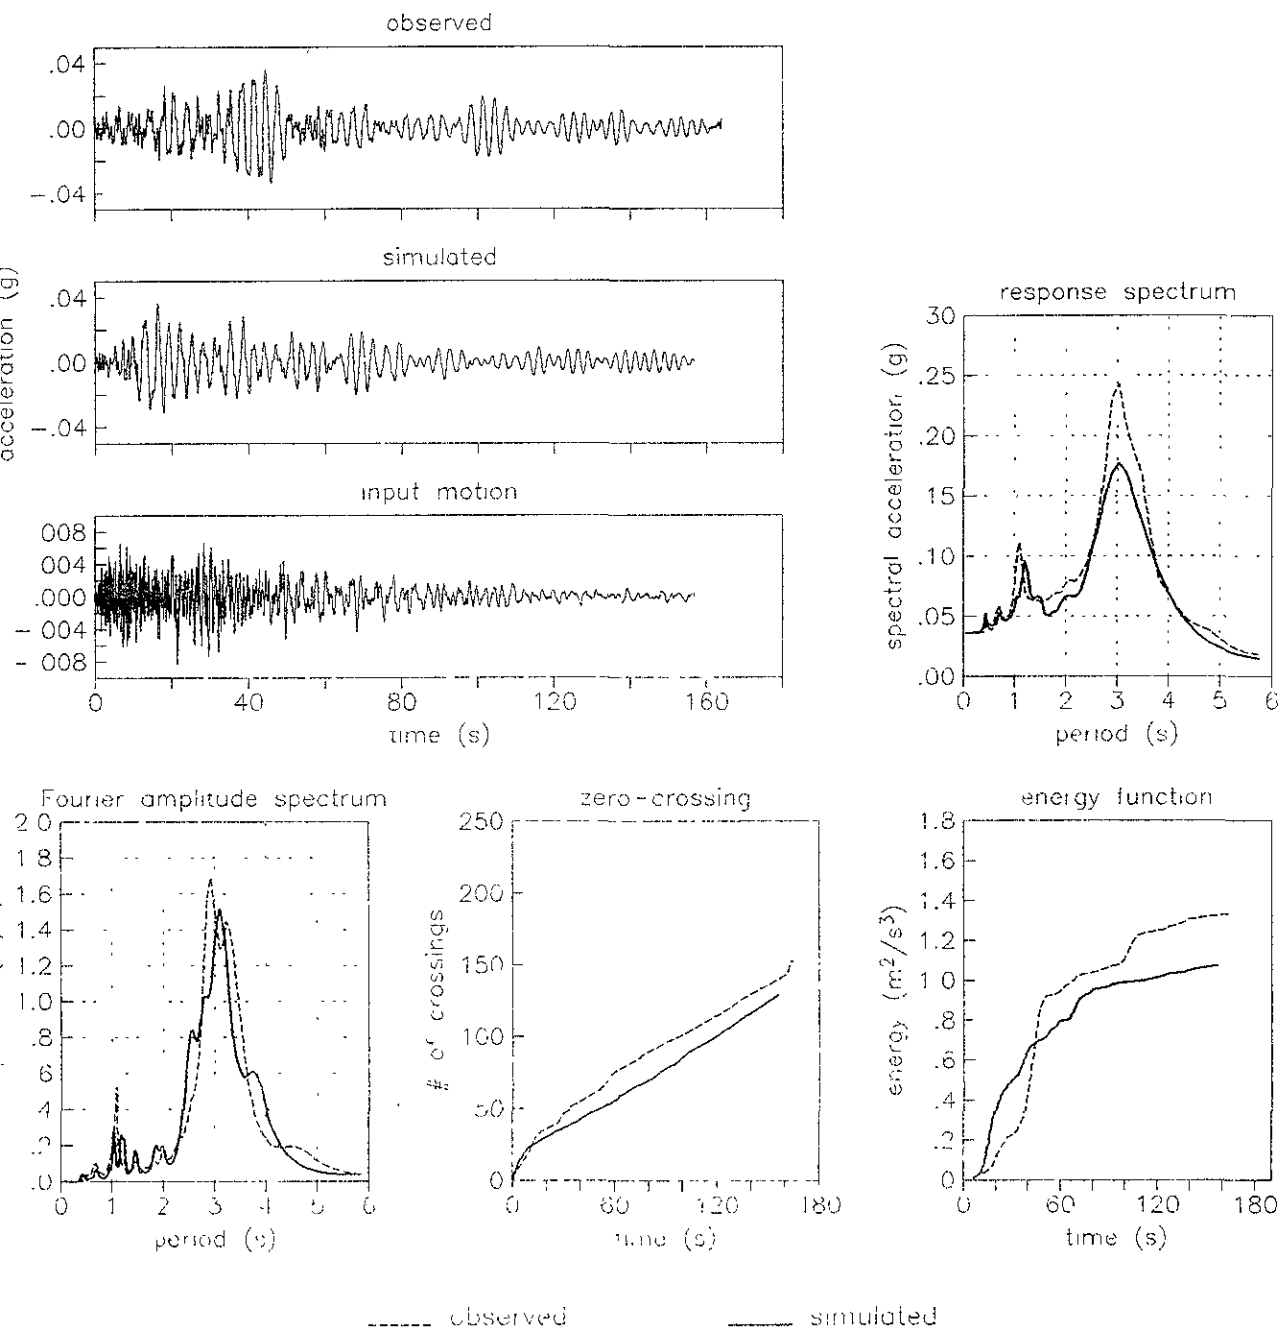 observed
.04
.00
-.04
simulated
acceleration (g)
.04
.00
-.04
input motion
008
004
.000
- 004
- 008
0 40 80 120 160
time (s)
response spectrum
spectral acceleration (g)
30
.25
.20
.15
.10
.05
.00
0 1 2 3 4 5 6
period (s)
Fourier amplitude spectrum
2 0
1 8
1.6
1.4
1.2
1.0
.8
6
.4
.2
.0
0 1 2 3 4 5 6
period (s)
zero-crossing
# of crossings
250
200
150
100
50
0
0 60 120 180
time (s)
energy function
energy (m²/s³)
1.8
1.6
1.4
1.2
1.0
.8
.6
.4
.2
0
0 60 120 180
time (s)
observed simulated